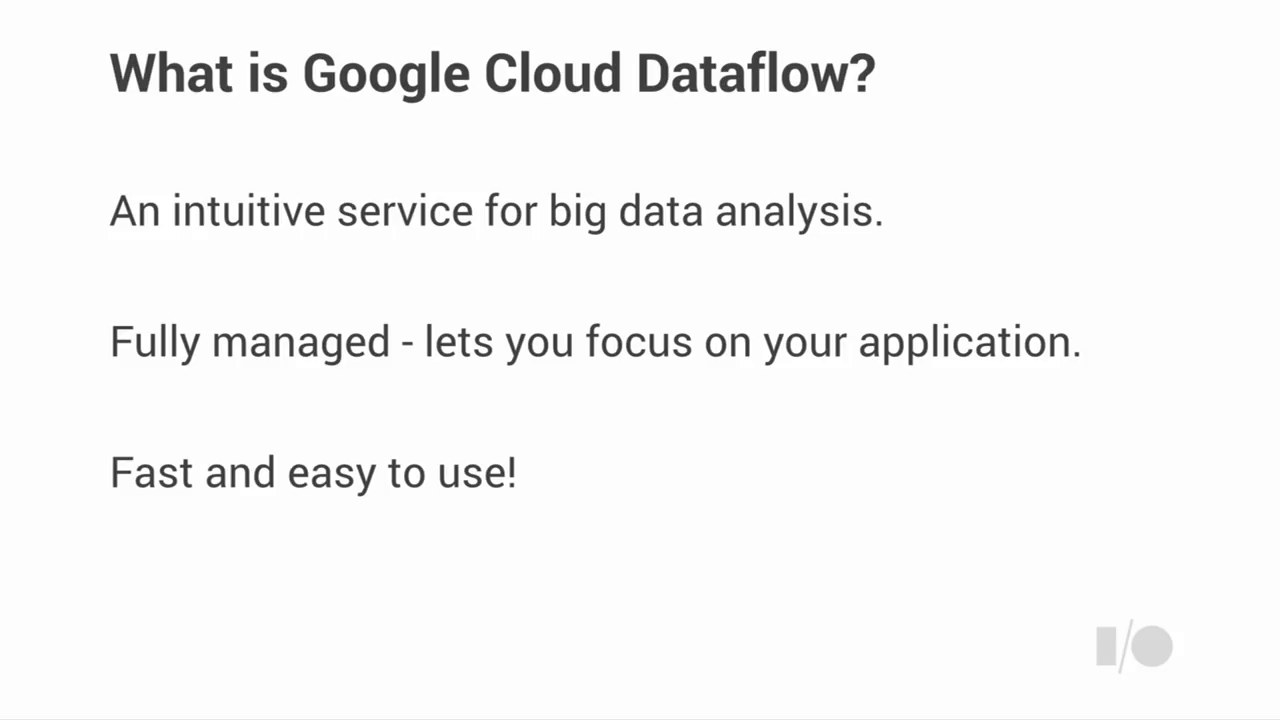 What is Google Cloud Dataflow?
An intuitive service for big data analysis.
Fully managed - lets you focus on your application.
Fast and easy to use!
I/O